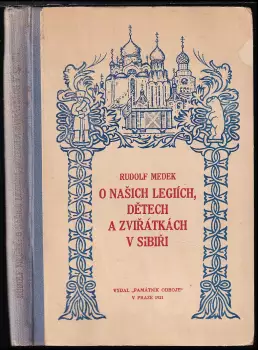 RUDOLF MEDEK
O NAŠICH LEGIÍCH,
DĚTECH
A ZVÍŘÁTKÁCH
V SIBIŘI
VYDAL „PAMÁTNÍK ODBOJE“
V PRAZE 1921